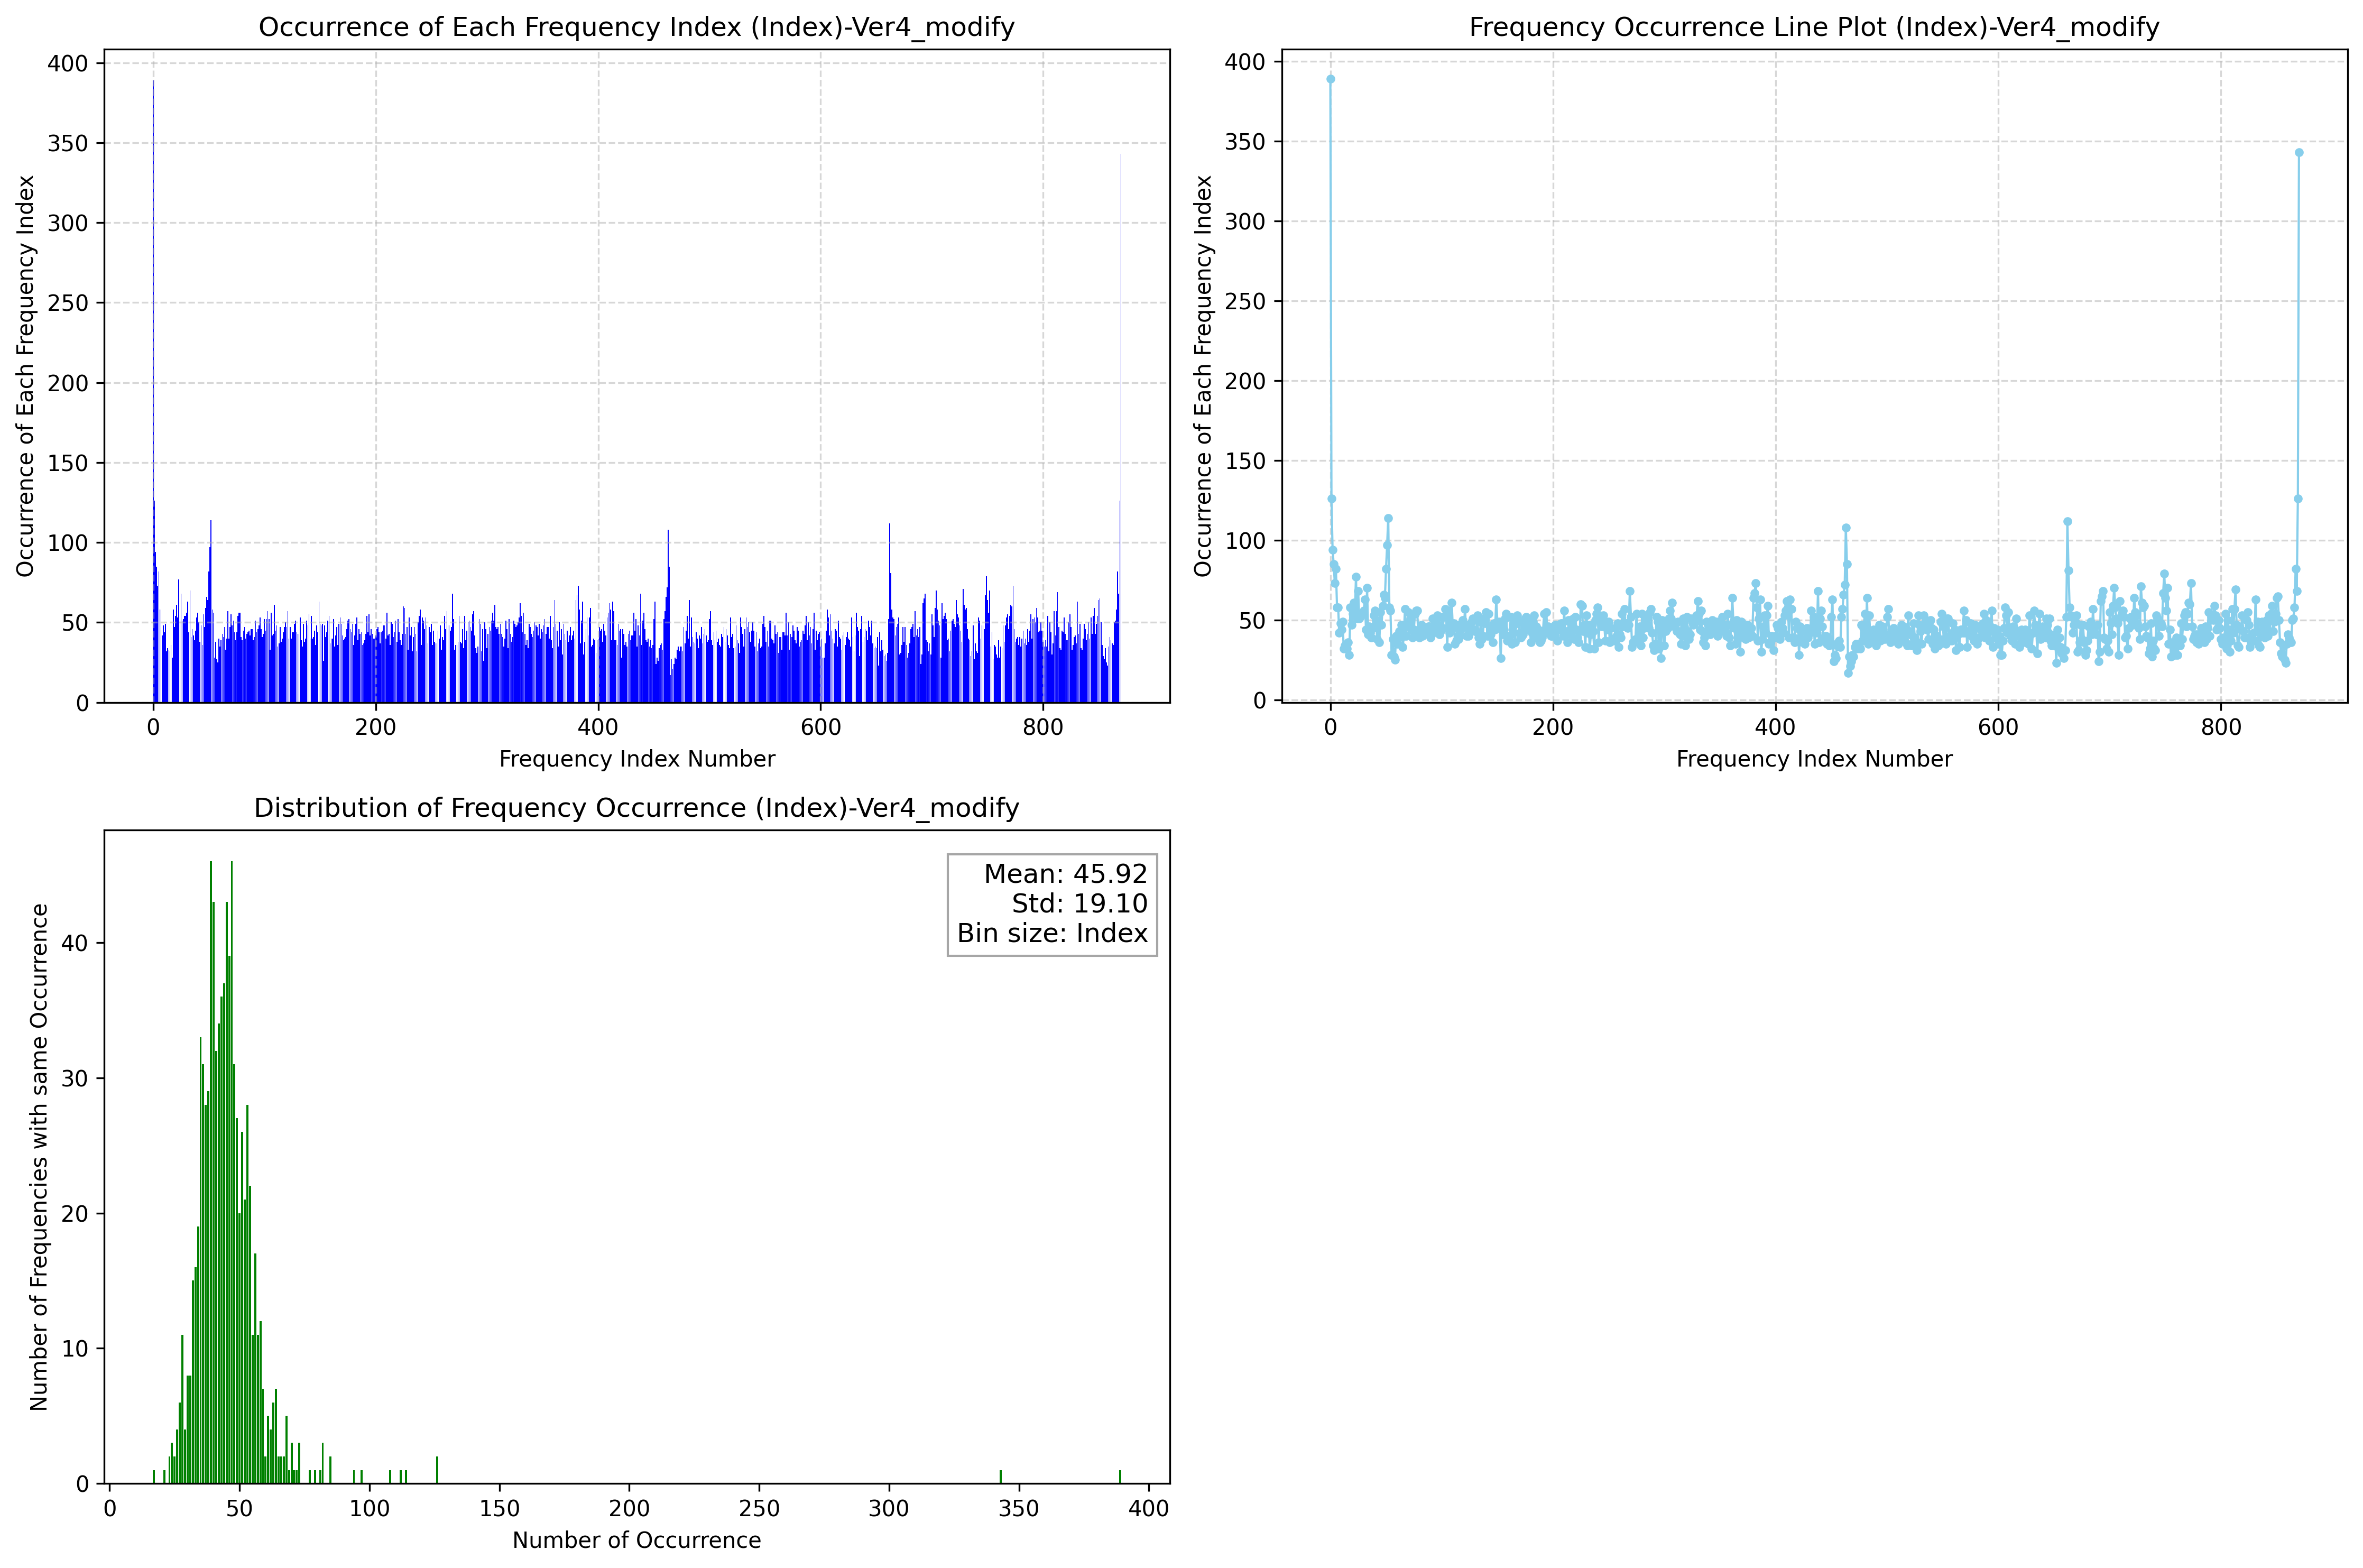 Occurrence of Each Frequency Index (Index)-Ver4_modify
400
350
300
250
200
150
100
50
0
Occurrence of Each Frequency Index
0 200 400 600 800
Frequency Index Number
Frequency Occurrence Line Plot (Index)-Ver4_modify
400
350
300
250
200
150
100
50
0
Occurrence of Each Frequency Index
0 200 400 600 800
Frequency Index Number
Distribution of Frequency Occurrence (Index)-Ver4_modify
Mean: 45.92
Std: 19.10
Bin size: Index
40
30
20
10
0
Number of Frequencies with same Occurrence
0 50 100 150 200 250 300 350 400
Number of Occurrence